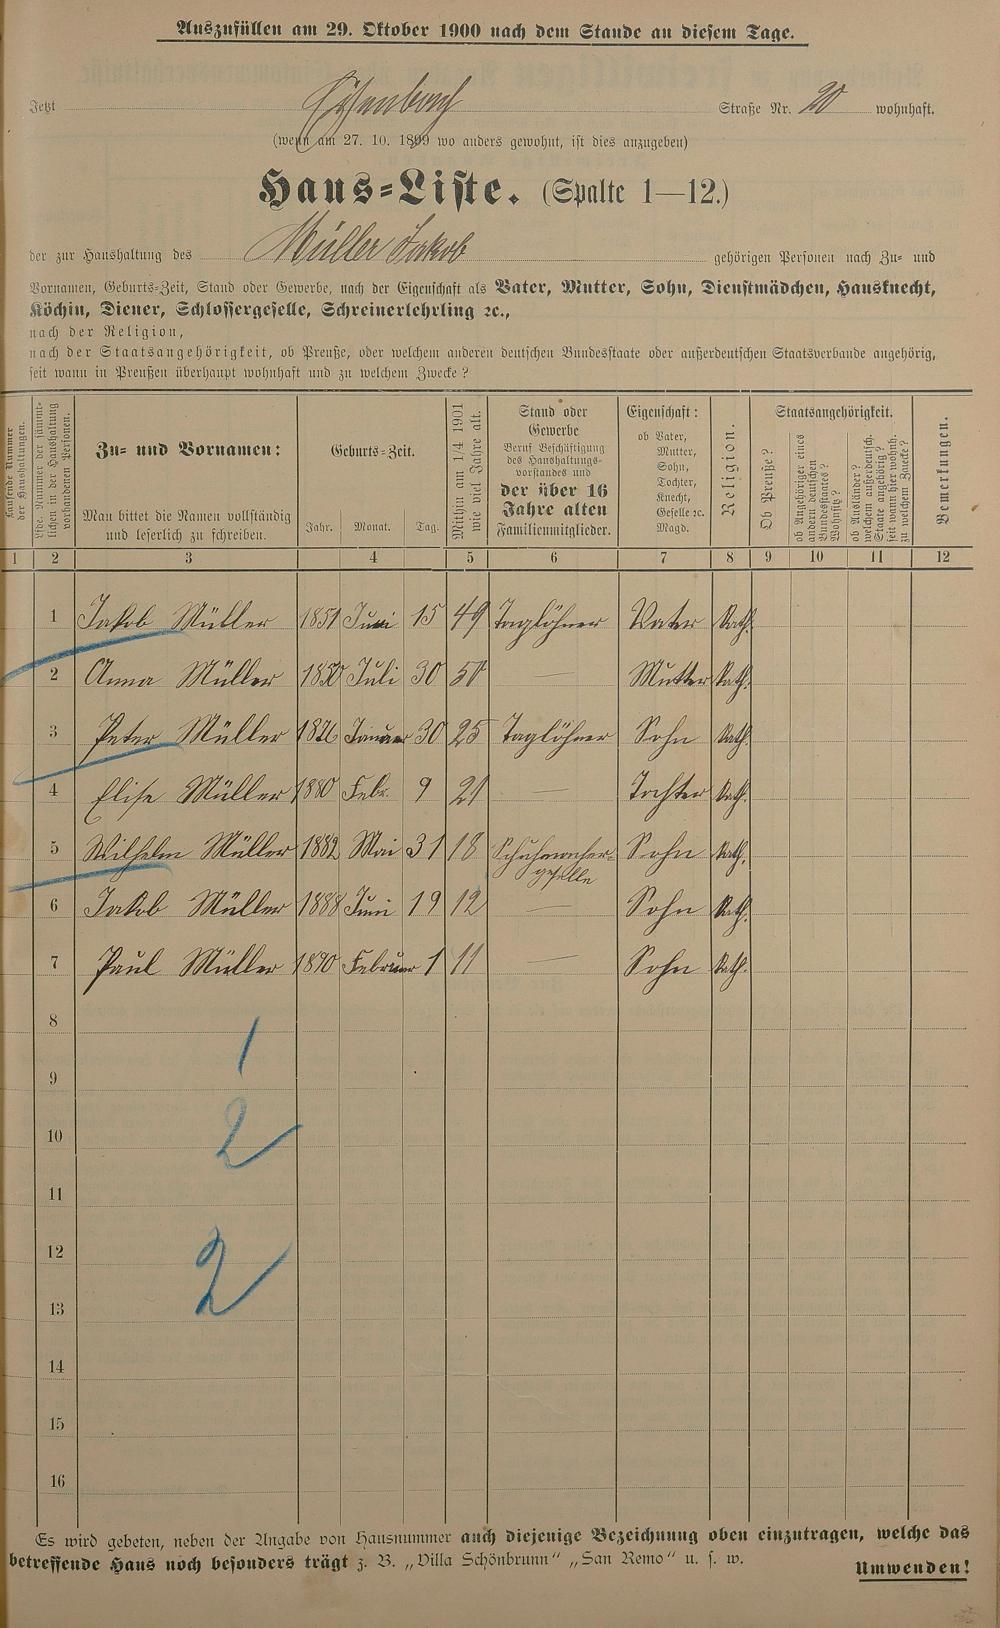 Auszufüllen am 29. Oktober 1900 nach dem Stande an diesem Tage.
Jetzt Eisenbach Straße Nr. 20 wohnhaft.
(wenn am 27. 10. 1899 wo anders gewohnt, ist dies anzugeben)
Haus=Liste. (Spalte 1—12.)
der zur Haushaltung des Müller Jakob gehörigen Personen nach Zu= und
Vornamen, Geburts=Zeit, Stand oder Gewerbe, nach der Eigenschaft als Vater, Mutter, Sohn, Dienstmädchen, Hausknecht,
Köchin, Diener, Schlossergeselle, Schreinerlehrling ꝛc.,
nach der Religion,
nach der Staatsangehörigkeit, ob Preuße, oder welchem anderen deutschen Bundesstaate oder außerdeutschen Staatsverbande angehörig,
seit wann in Preußen überhaupt wohnhaft und zu welchem Zwecke?
Laufende Nummer
der Haushaltungen.
Lfde. Nummer der sämmt=
lichen in der Haushaltung
vorhandenen Personen.
Zu= und Vornamen:
Man bittet die Namen vollständig
und leserlich zu schreiben.
Geburts=Zeit.
Jahr. Monat. Tag.
Mithin am 1/4 1901
wie viel Jahre alt.
Stand oder
Gewerbe
Beruf Beschäftigung
des Haushaltungs=
vorstandes und
der über 16
Jahre alten
Familienmitglieder.
Eigenschaft:
ob Vater,
Mutter,
Sohn,
Tochter,
Knecht,
Geselle ꝛc.
Magd.
Religion.
Staatsangehörigkeit.
Ob Preuße?
ob Angehöriger eines
andern deutschen
Bundesstaates?
Wohnsitz?
ob Ausländer?
welchem außerdeutsch.
Staate angehörig?
seit wann hier wohnh.
zu welchem Zwecke?
Bemerkungen.
1 2 3 4 5 6 7 8 9 10 11 12
1 Jakob Müller 1851 Juni 15 49 Taglöhner Vater Kath.
2 Anna Müller 1850 Juli 30 50 — Mutter Kath.
3 Peter Müller 1876 Januar 30 25 Taglöhner Sohn Kath.
4 Elise Müller 1880 Febr. 9 21 — Tochter Kath.
5 Wilhelm Müller 1882 Mai 31 18 Schuhmacher=
geselle Sohn Kath.
6 Jakob Müller 1888 Juni 19 12 — Sohn Kath.
7 Paul Müller 1890 Februar 1 11 — Sohn Kath.
8
1
9
10 2
11
12
2
13
14
15
16
Es wird gebeten, neben der Angabe von Hausnummer auch diejenige Bezeichnung oben einzutragen, welche das
betreffende Haus noch besonders trägt z. B. „Villa Schönbrunn“ „San Remo“ u. s. w.
Umwenden!